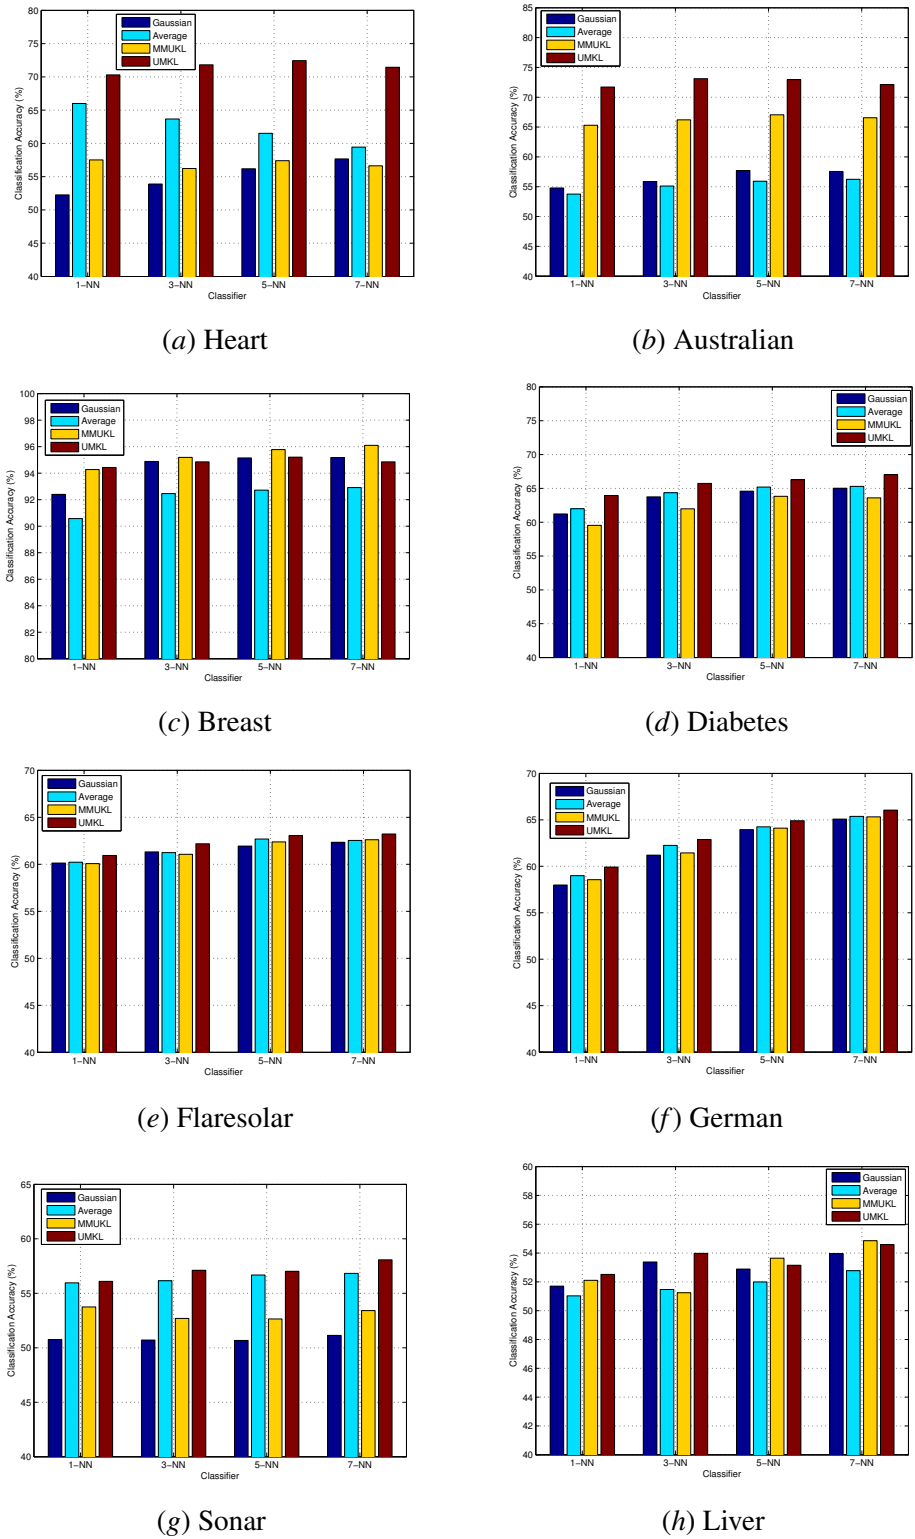 80
75
70
65
60
55
50
45
40
Classification Accuracy (%)
Gaussian
Average
MMUKL
UMKL
1−NN 3−NN 5−NN 7−NN
Classifier
(a) Heart
85
80
75
70
65
60
55
50
45
40
Classification Accuracy (%)
Gaussian
Average
MMUKL
UMKL
1−NN 3−NN 5−NN 7−NN
Classifier
(b) Australian
100
98
96
94
92
90
88
86
84
82
80
Classification Accuracy (%)
Gaussian
Average
MMUKL
UMKL
1−NN 3−NN 5−NN 7−NN
Classifier
(c) Breast
80
75
70
65
60
55
50
45
40
Classification Accuracy (%)
Gaussian
Average
MMUKL
UMKL
1−NN 3−NN 5−NN 7−NN
Classifier
(d) Diabetes
70
65
60
55
50
45
40
Classification Accuracy (%)
Gaussian
Average
MMUKL
UMKL
1−NN 3−NN 5−NN 7−NN
Classifier
(e) Flaresolar
70
65
60
55
50
45
40
Classification Accuracy (%)
Gaussian
Average
MMUKL
UMKL
1−NN 3−NN 5−NN 7−NN
Classifier
(f) German
65
60
55
50
45
40
Classification Accuracy (%)
Gaussian
Average
MMUKL
UMKL
1−NN 3−NN 5−NN 7−NN
Classifier
(g) Sonar
60
58
56
54
52
50
48
46
44
42
40
Classification Accuracy (%)
Gaussian
Average
MMUKL
UMKL
1−NN 3−NN 5−NN 7−NN
Classifier
(h) Liver